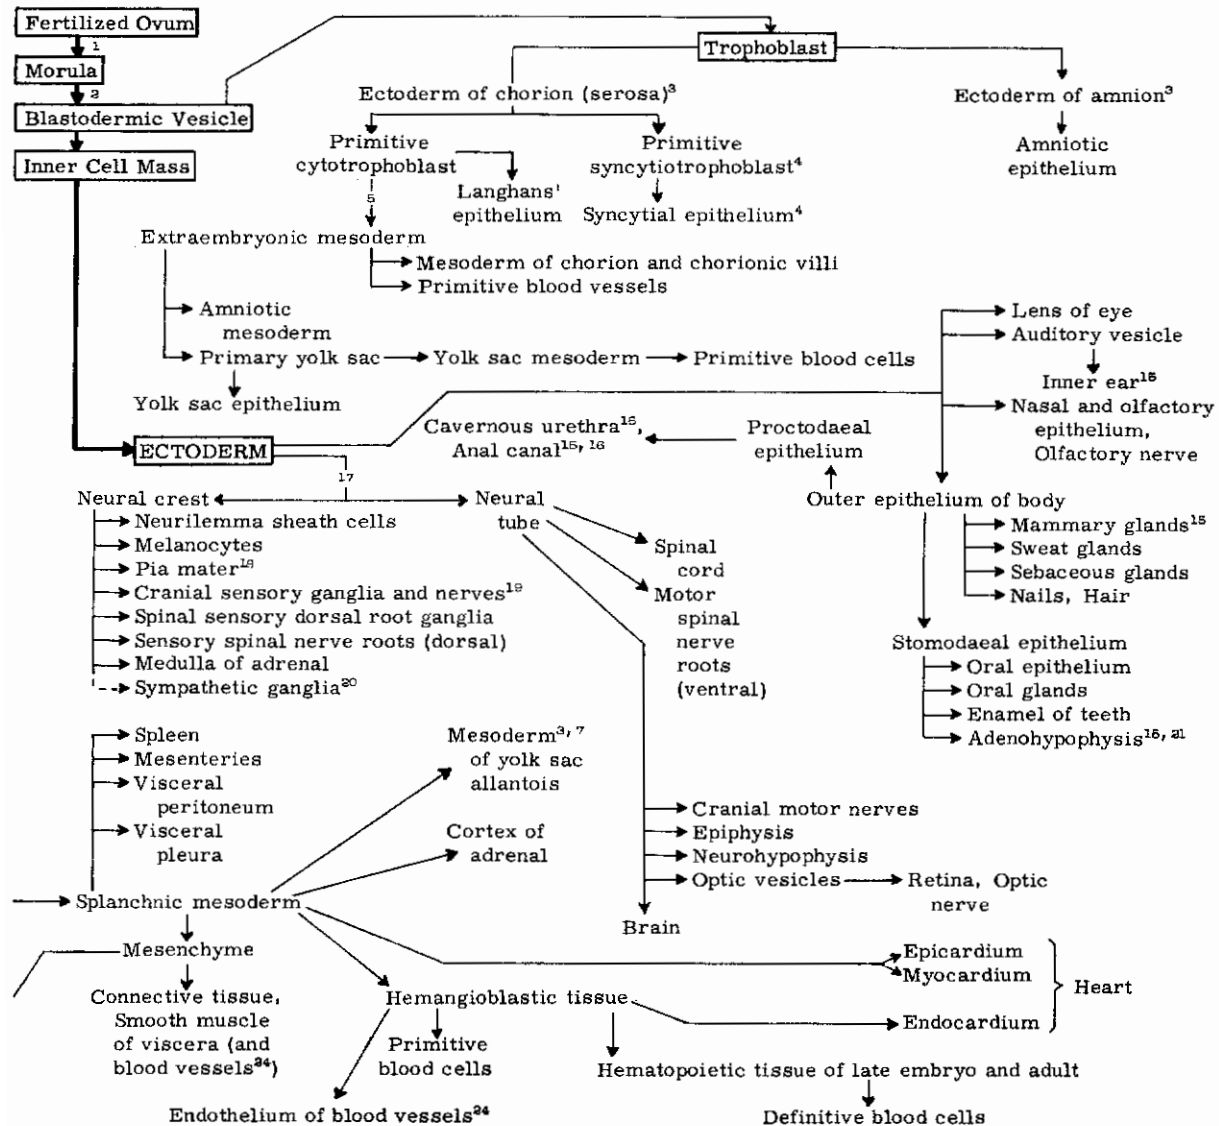 Fertilized Ovum
1
Morula
2
Blastodermic Vesicle
Inner Cell Mass
Trophoblast
Ectoderm of chorion (serosa)³
Ectoderm of amnion³
Primitive
cytotrophoblast
Primitive
syncytiotrophoblast⁴
Amniotic
epithelium
Langhans'
epithelium
Syncytial epithelium⁴
5
Extraembryonic mesoderm
Mesoderm of chorion and chorionic villi
Primitive blood vessels
Amniotic
mesoderm
Primary yolk sac
Yolk sac mesoderm
Primitive blood cells
Yolk sac epithelium
Lens of eye
Auditory vesicle
Inner ear¹⁵
Nasal and olfactory
epithelium,
Olfactory nerve
ECTODERM
Cavernous urethra¹⁵,
Anal canal¹⁵, ¹⁶
Proctodaeal
epithelium
17
Neural crest
Neural
tube
Outer epithelium of body
Neurilemma sheath cells
Melanocytes
Pia mater¹⁸
Cranial sensory ganglia and nerves¹⁹
Spinal sensory dorsal root ganglia
Sensory spinal nerve roots (dorsal)
Medulla of adrenal
Sympathetic ganglia²⁰
Spinal
cord
Motor
spinal
nerve
roots
(ventral)
Mammary glands¹⁵
Sweat glands
Sebaceous glands
Nails, Hair
Stomodaeal epithelium
Oral epithelium
Oral glands
Enamel of teeth
Adenohypophysis¹⁵, ²¹
Spleen
Mesenteries
Visceral
peritoneum
Visceral
pleura
Mesoderm³, ⁷
of yolk sac
allantois
Cortex of
adrenal
Cranial motor nerves
Epiphysis
Neurohypophysis
Optic vesicles
Retina, Optic
nerve
Brain
Splanchnic mesoderm
Mesenchyme
Connective tissue,
Smooth muscle
of viscera (and
blood vessels²⁴)
Hemangioblastic tissue
Primitive
blood cells
Endothelium of blood vessels²⁴
Epicardium
Myocardium
Endocardium
Heart
Hematopoietic tissue of late embryo and adult
Definitive blood cells